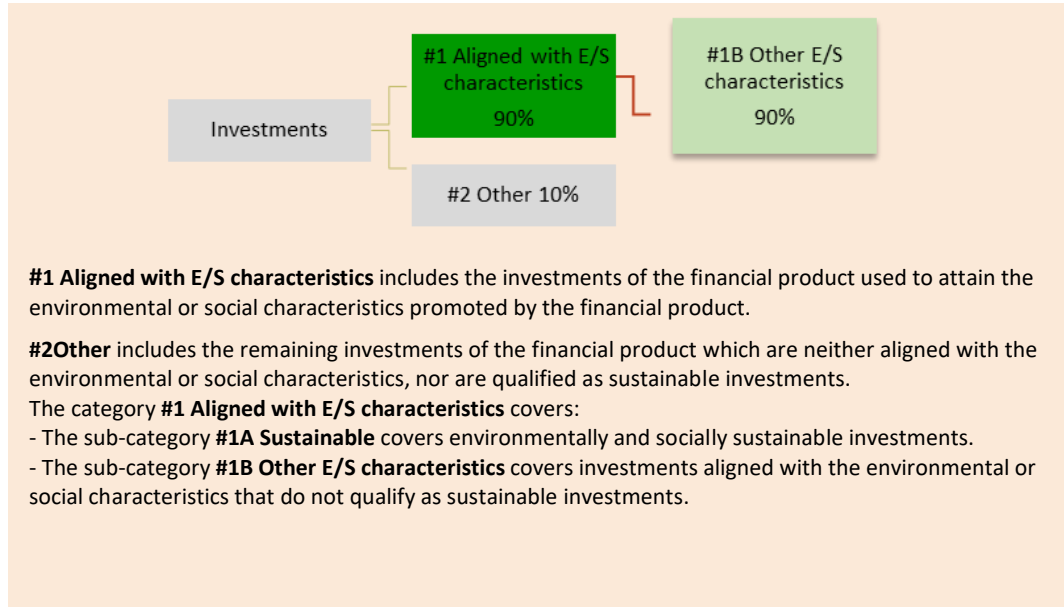 #1 Aligned with E/S
characteristics
90%
#1B Other E/S
characteristics
90%
Investments
#2 Other 10%
#1 Aligned with E/S characteristics includes the investments of the financial product used to attain the
environmental or social characteristics promoted by the financial product.
#2Other includes the remaining investments of the financial product which are neither aligned with the
environmental or social characteristics, nor are qualified as sustainable investments.
The category #1 Aligned with E/S characteristics covers:
- The sub-category #1A Sustainable covers environmentally and socially sustainable investments.
- The sub-category #1B Other E/S characteristics covers investments aligned with the environmental or
social characteristics that do not qualify as sustainable investments.